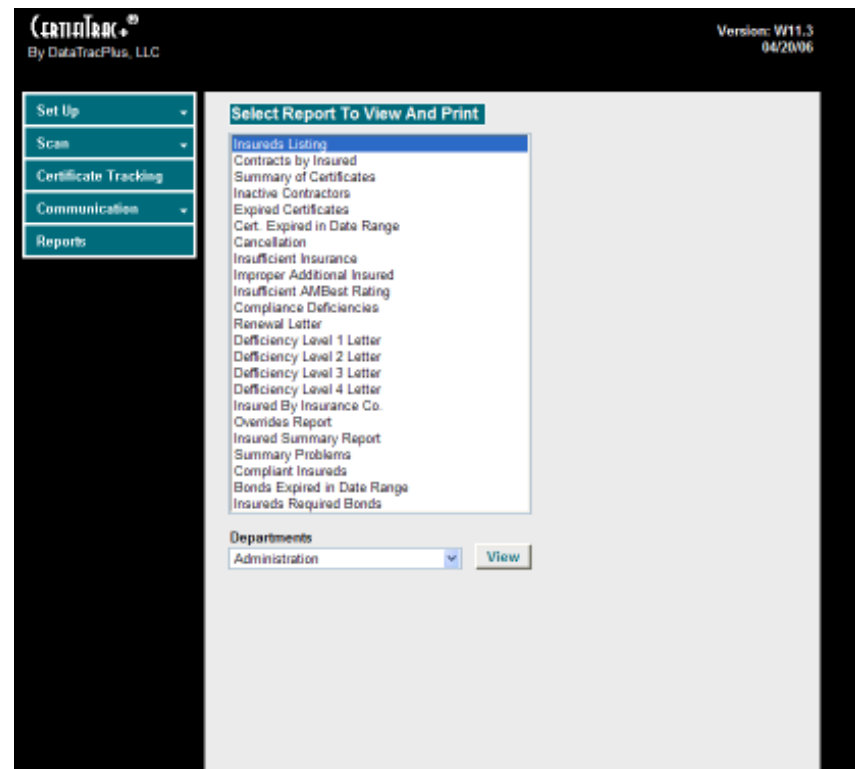 CERTIFITRAC+®
By DataTracPlus, LLC
Version: W11.3
04/20/06
Set Up
Scan
Certificate Tracking
Communication
Reports
Select Report To View And Print
Insureds Listing
Contracts by Insured
Summary of Certificates
Inactive Contractors
Expired Certificates
Cert. Expired in Date Range
Cancellation
Insufficient Insurance
Improper Additional Insured
Insufficient AMBest Rating
Compliance Deficiencies
Renewal Letter
Defficiency Level 1 Letter
Defficiency Level 2 Letter
Defficiency Level 3 Letter
Defficiency Level 4 Letter
Insured By Insurance Co.
Overrides Report
Insured Summary Report
Summary Problems
Compliant Insureds
Bonds Expired in Date Range
Insureds Required Bonds
Departments
Administration
View